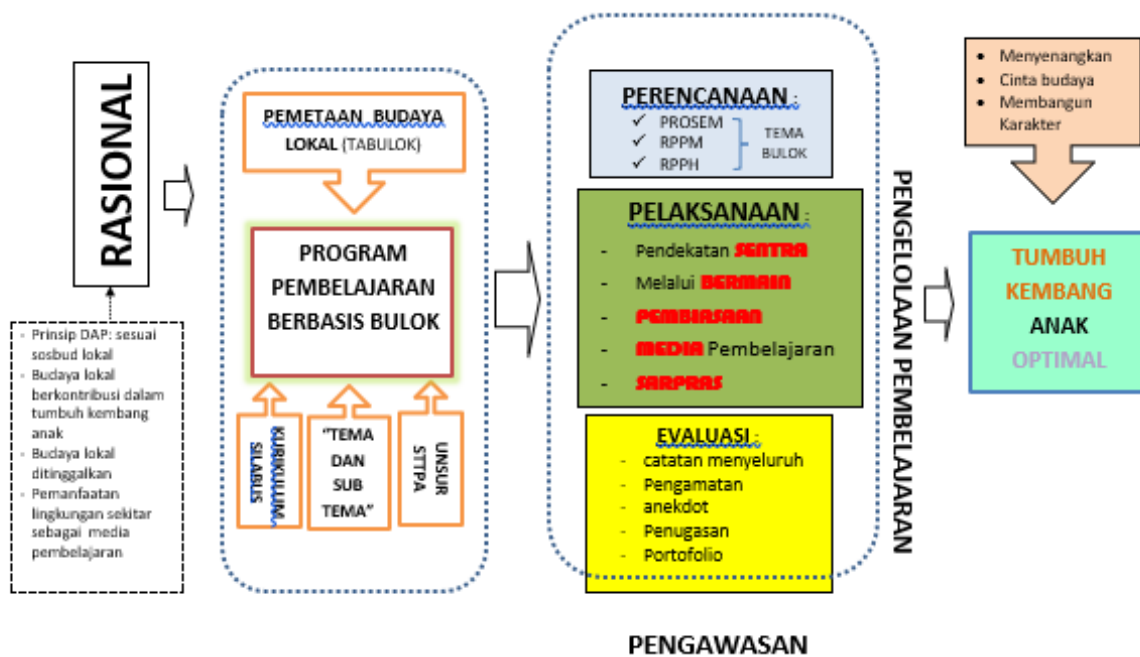 RASIONAL
- Prinsip DAP: sesuai
sosbud lokal
- Budaya lokal
berkontribusi dalam
tumbuh kembang
anak
- Budaya lokal
ditinggalkan
- Pemanfaatan
lingkungan sekitar
sebagai media
pembelajaran
PEMETAAN BUDAYA
LOKAL (TABULOK)
PROGRAM
PEMBELAJARAN
BERBASIS BULOK
KURIKULUM
SILABUS
"TEMA
DAN
SUB
TEMA"
UNSUR
STTPA
PERENCANAAN :
✓ PROSEM
✓ RPPM
✓ RPPH
TEMA
BULOK
PELAKSANAAN :
- Pendekatan SENTRA
- Melalui BERMAIN
- PEMBIASAAN
- MEDIA Pembelajaran
- SARPRAS
EVALUASI :
- catatan menyeluruh
- Pengamatan
- anekdot
- Penugasan
- Portofolio
PENGELOLAAN PEMBELAJARAN
• Menyenangkan
• Cinta budaya
• Membangun
Karakter
TUMBUH
KEMBANG
ANAK
OPTIMAL
PENGAWASAN